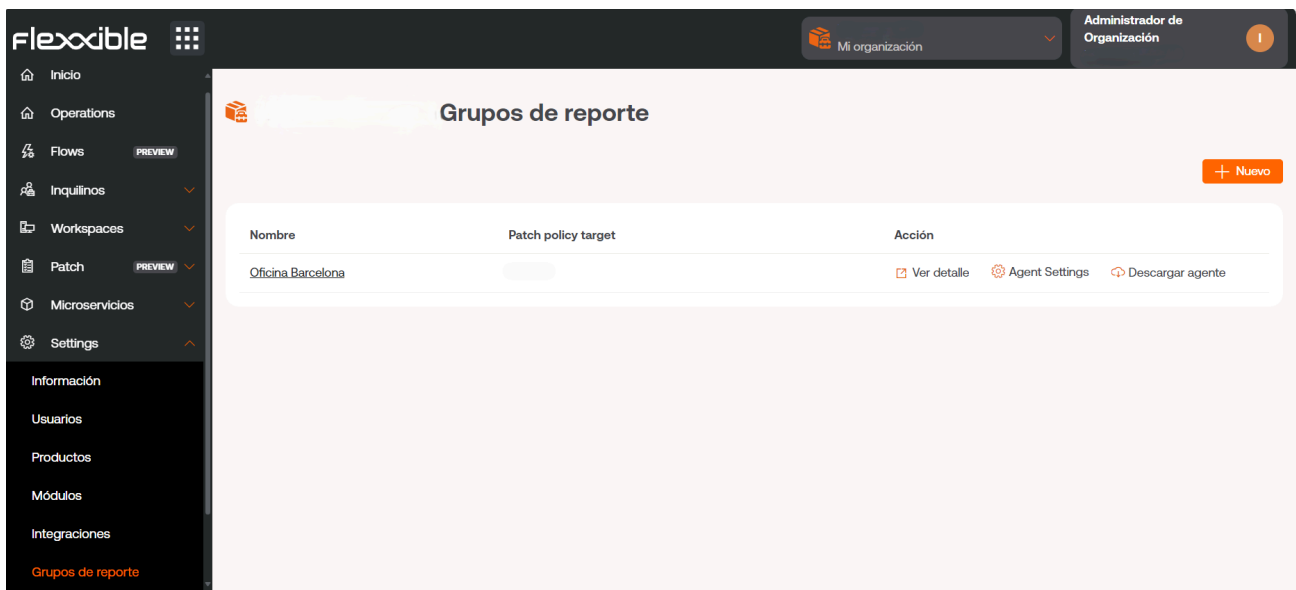 Flexxible
Mi organización
Administrador de
Organización
I
Inicio
Operations
Flows PREVIEW
Inquilinos
Workspaces
Patch PREVIEW
Microservicios
Settings
Información
Usuarios
Productos
Módulos
Integraciones
Grupos de reporte
Grupos de reporte
Nuevo
Nombre Patch policy target Acción
Oficina Barcelona Ver detalle Agent Settings Descargar agente